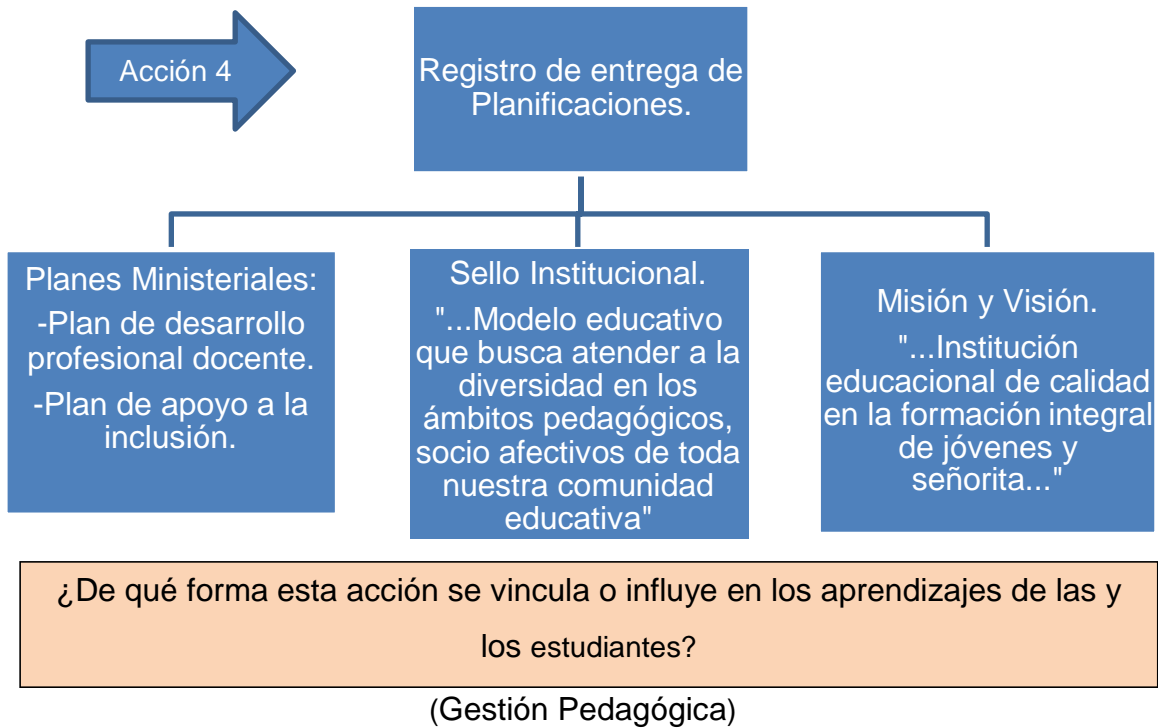 Acción 4
Registro de entrega de
Planificaciones.
Planes Ministeriales:
-Plan de desarrollo
profesional docente.
-Plan de apoyo a la
inclusión.
Sello Institucional.
"...Modelo educativo
que busca atender a la
diversidad en los
ámbitos pedagógicos,
socio afectivos de toda
nuestra comunidad
educativa"
Misión y Visión.
"...Institución
educacional de calidad
en la formación integral
de jóvenes y
señorita..."
¿De qué forma esta acción se vincula o influye en los aprendizajes de las y
los estudiantes?
(Gestión Pedagógica)